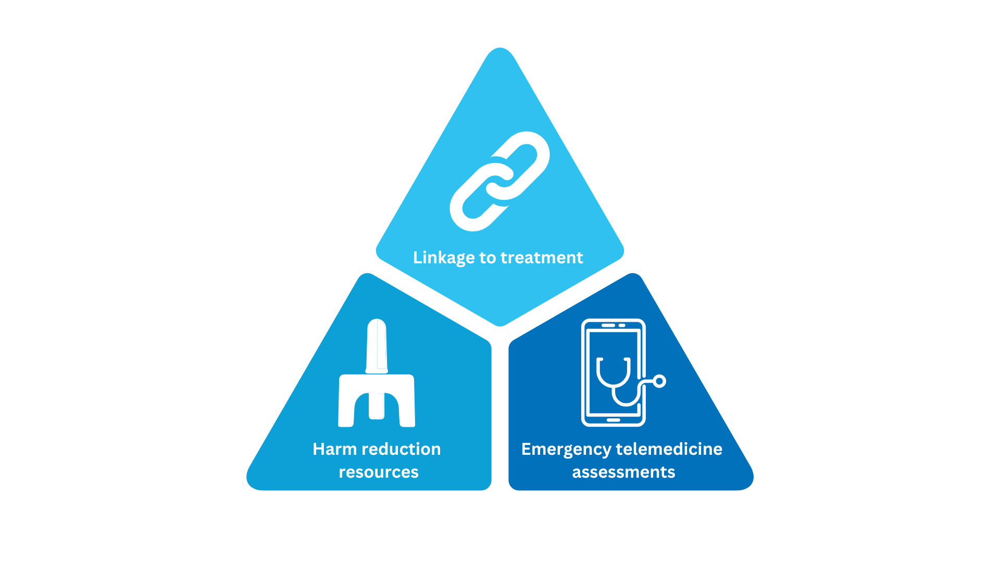 Linkage to treatment
Harm reduction
resources
Emergency telemedicine
assessments